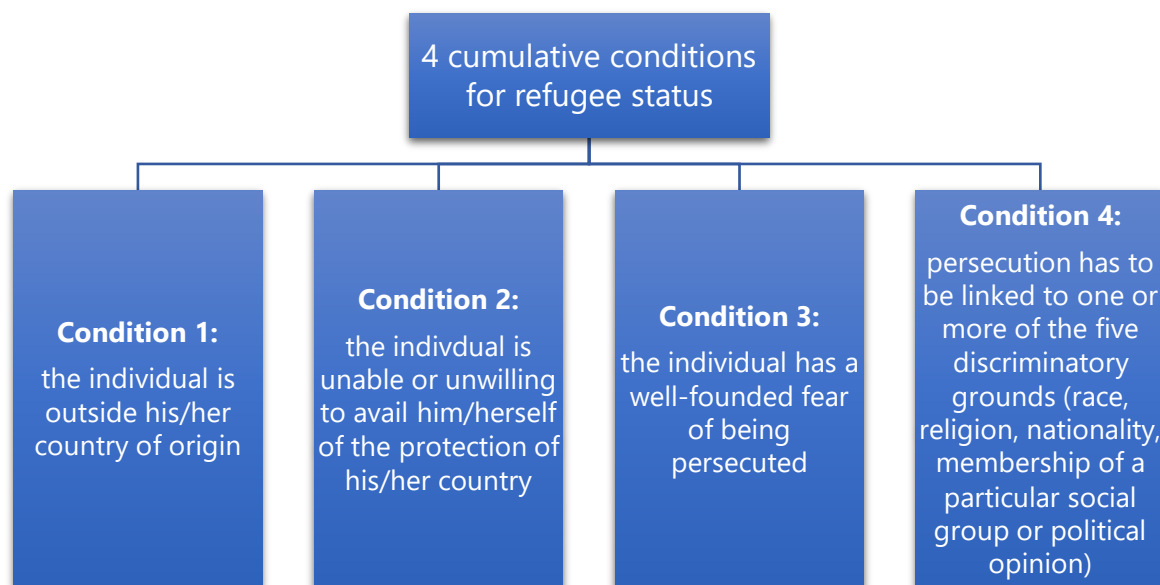 4 cumulative conditions
for refugee status
Condition 1:
the individual is
outside his/her
country of origin
Condition 2:
the indivdual is
unable or unwilling
to avail him/herself
of the protection of
his/her country
Condition 3:
the individual has a
well-founded fear
of being
persecuted
Condition 4:
persecution has to
be linked to one or
more of the five
discriminatory
grounds (race,
religion, nationality,
membership of a
particular social
group or political
opinion)